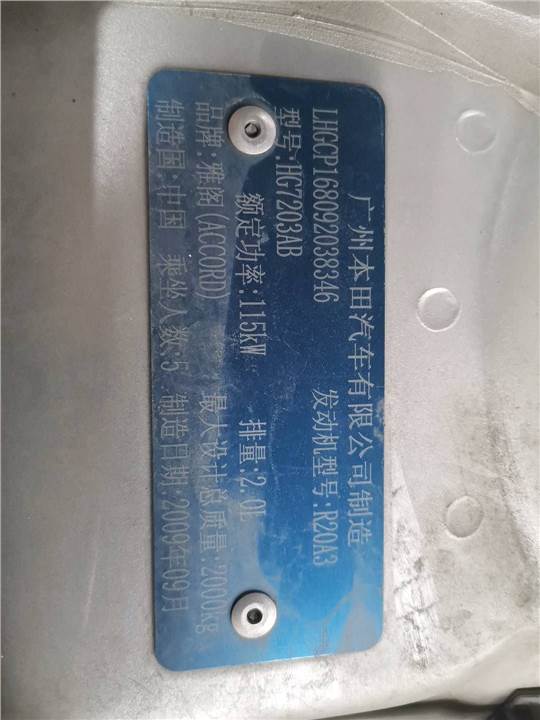 广州本田汽车有限公司制造
LHGCP168092038346 发动机型号:R20A3
型号:HG7203AB
额定功率:115kW 排量:2.0L
品牌:雅阁(ACCORD) 最大设计总质量:2000kg
制造国:中国 乘坐人数:5 制造日期:2009年09月